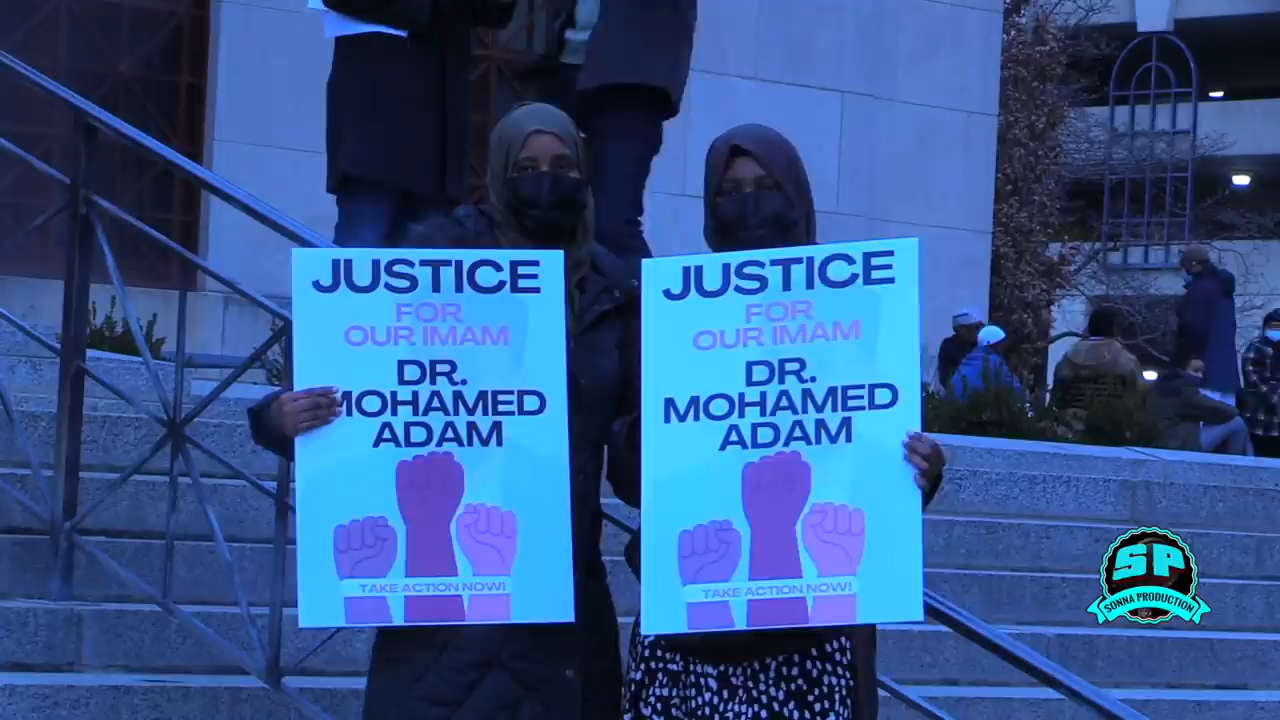 JUSTICE
FOR
OUR IMAM
DR.
MOHAMED
ADAM
TAKE ACTION NOW!
JUSTICE
FOR
OUR IMAM
DR.
MOHAMED
ADAM
TAKE ACTION NOW!
SP
SONNA PRODUCTION